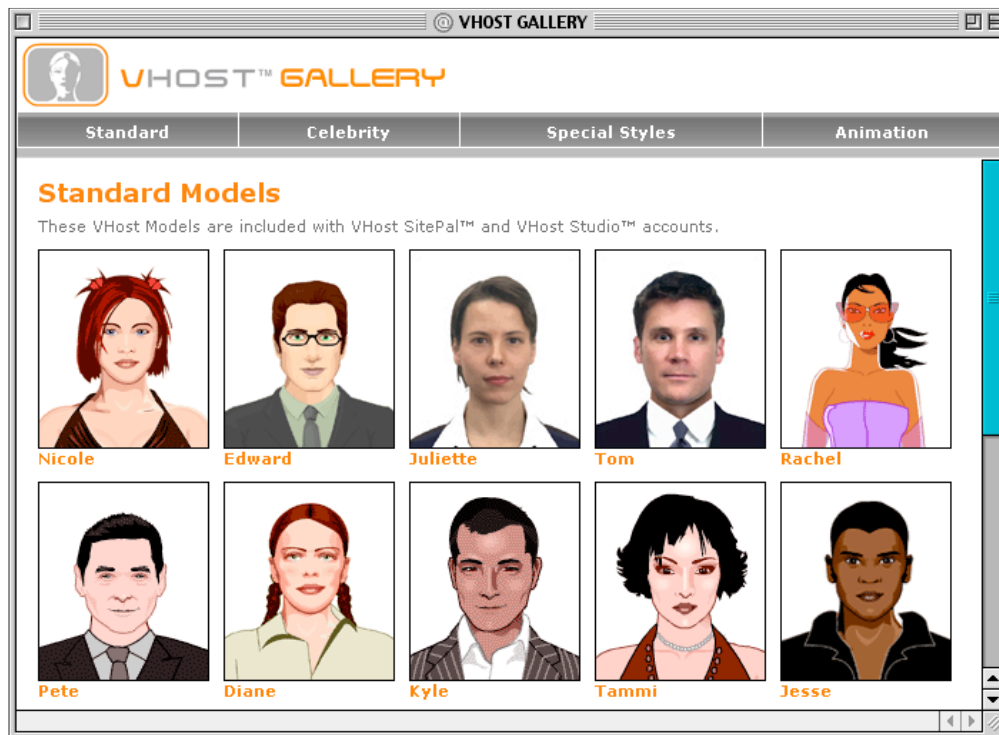 @ VHOST GALLERY
VHOST™ GALLERY
Standard Celebrity Special Styles Animation
Standard Models
These VHost Models are included with VHost SitePal™ and VHost Studio™ accounts.
Nicole Edward Juliette Tom Rachel
Pete Diane Kyle Tammi Jesse